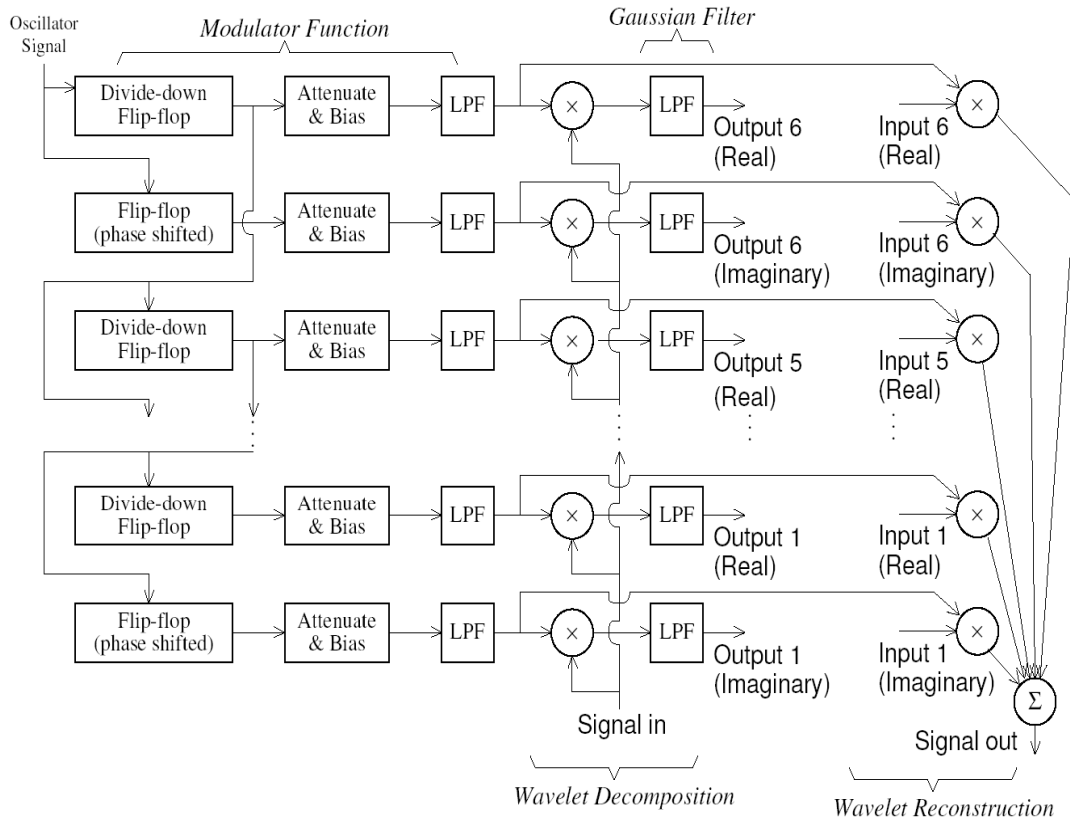 Oscillator
Signal
Modulator Function
Gaussian Filter
Divide-down
Flip-flop
Attenuate
& Bias
LPF
×
LPF
Output 6
(Real)
Input 6
(Real)
×
Flip-flop
(phase shifted)
Attenuate
& Bias
LPF
×
LPF
Output 6
(Imaginary)
Input 6
(Imaginary)
×
Divide-down
Flip-flop
Attenuate
& Bias
LPF
×
LPF
Output 5
(Real)
Input 5
(Real)
×
Divide-down
Flip-flop
Attenuate
& Bias
LPF
×
LPF
Output 1
(Real)
Input 1
(Real)
×
Flip-flop
(phase shifted)
Attenuate
& Bias
LPF
×
LPF
Output 1
(Imaginary)
Input 1
(Imaginary)
×
Σ
Signal in
Signal out
Wavelet Decomposition
Wavelet Reconstruction